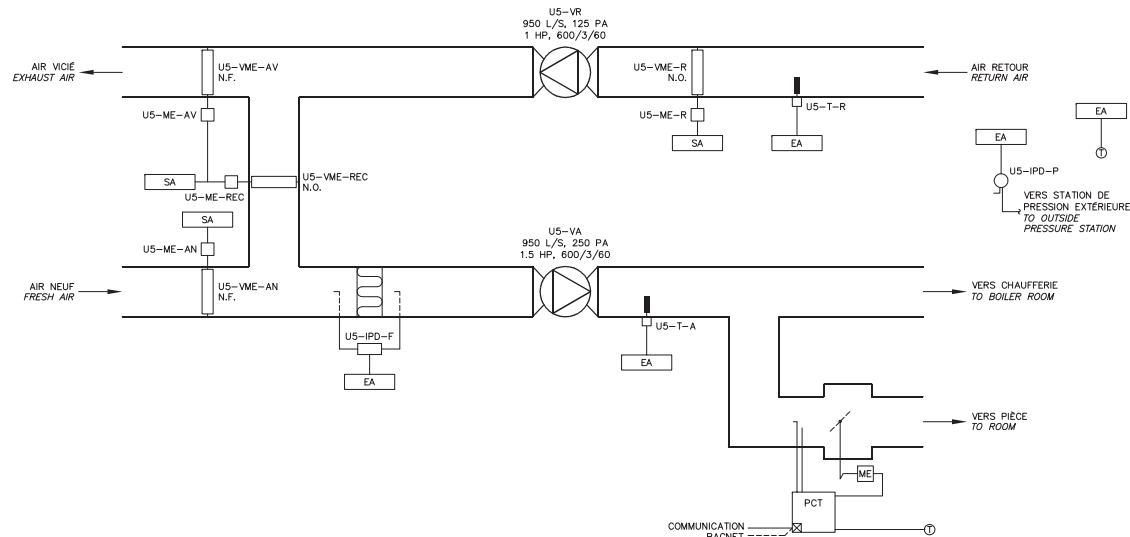 U5-VR
950 L/S, 125 PA
1 HP, 600/3/60
AIR VICIÉ
EXHAUST AIR
U5-VME-AV
N.F.
U5-VME-R
N.O.
AIR RETOUR
RETURN AIR
U5-ME-AV
U5-ME-R
U5-T-R
SA
EA
EA
EA
T
SA
U5-ME-REC
U5-VME-REC
N.O.
U5-IPD-P
VERS STATION DE
PRESSION EXTÉRIEURE
TO OUTSIDE
PRESSURE STATION
SA
U5-ME-AN
U5-VA
950 L/S, 250 PA
1.5 HP, 600/3/60
AIR NEUF
FRESH AIR
U5-VME-AN
N.F.
VERS CHAUFFERIE
TO BOILER ROOM
U5-IPD-F
EA
U5-T-A
EA
VERS PIÈCE
TO ROOM
ME
PCT
COMMUNICATION
BACNET
T